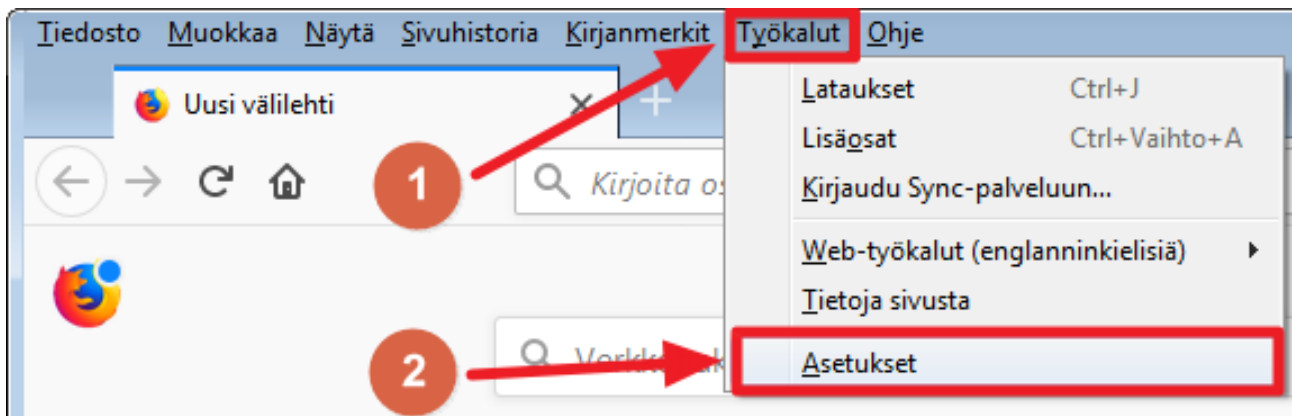 Tiedosto Muokkaa Näytä Sivuhistoria Kirjanmerkit Työkalut Ohje
Uusi välilehti
Lataukset Ctrl+J
Lisäosat Ctrl+Vaihto+A
1
Kirjoita
Kirjaudu Sync-palveluun...
Web-työkalut (englanninkielisiä)
Tietoja sivusta
2
Asetukset